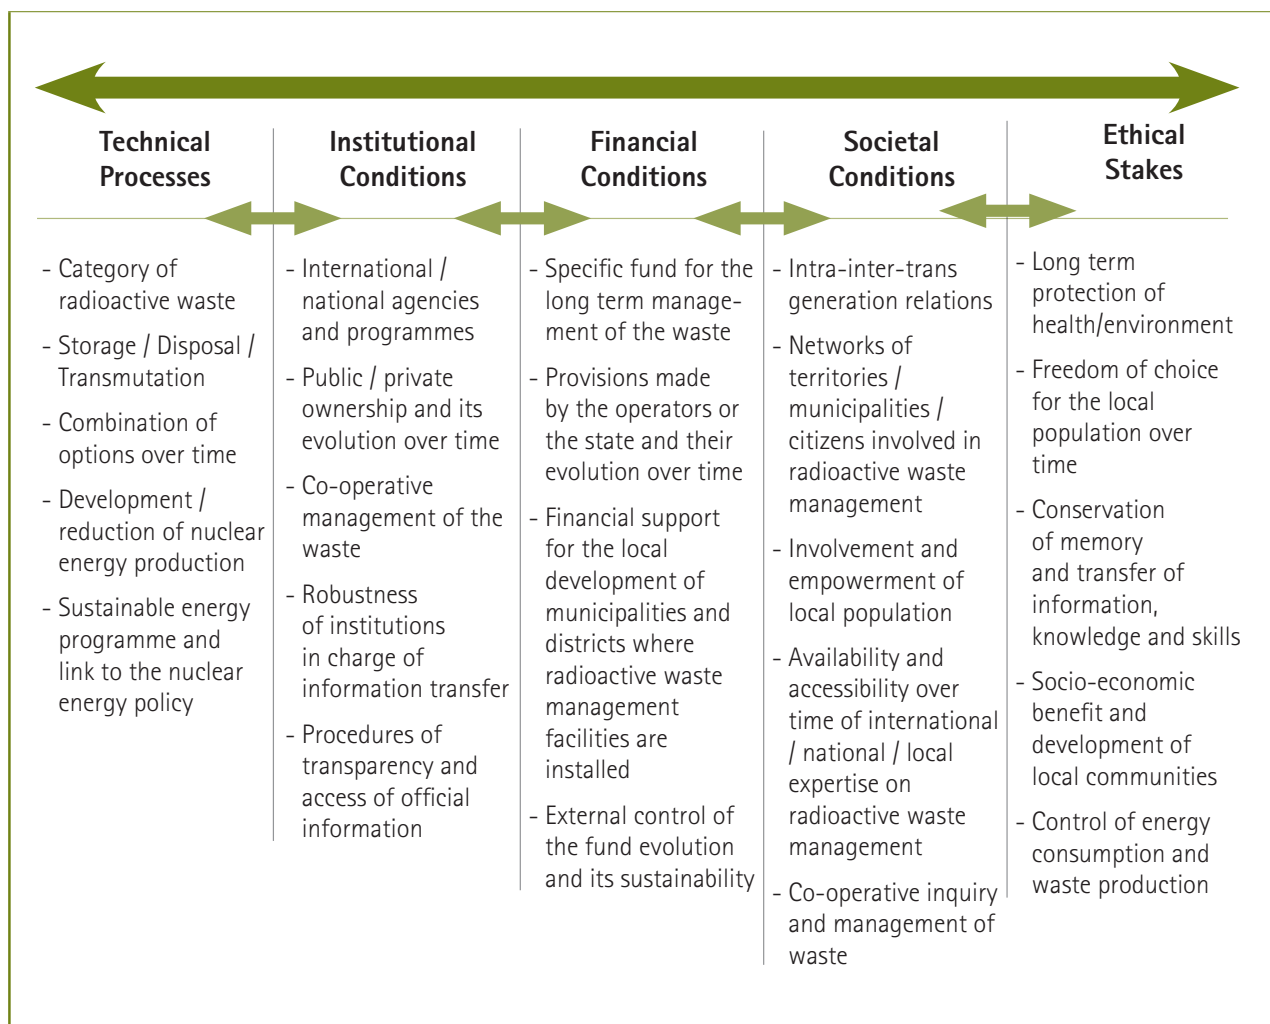 Technical
Processes
- Category of
radioactive waste
- Storage / Disposal /
Transmutation
- Combination of
options over time
- Development /
reduction of nuclear
energy production
- Sustainable energy
programme and
link to the nuclear
energy policy
Institutional
Conditions
- International /
national agencies
and programmes
- Public / private
ownership and its
evolution over time
- Co-operative
management of the
waste
- Robustness
of institutions
in charge of
information transfer
- Procedures of
transparency and
access of official
information
Financial
Conditions
- Specific fund for the
long term manage-
ment of the waste
- Provisions made
by the operators or
the state and their
evolution over time
- Financial support
for the local
development of
municipalities and
districts where
radioactive waste
management
facilities are
installed
- External control of
the fund evolution
and its sustainability
Societal
Conditions
- Intra-inter-trans
generation relations
- Networks of
territories /
municipalities /
citizens involved in
radioactive waste
management
- Involvement and
empowerment of
local population
- Availability and
accessibility over
time of international
/ national / local
expertise on
radioactive waste
management
- Co-operative inquiry
and management of
waste
Ethical
Stakes
- Long term
protection of
health/environment
- Freedom of choice
for the local
population over
time
- Conservation
of memory
and transfer of
information,
knowledge and skills
- Socio-economic
benefit and
development of
local communities
- Control of energy
consumption and
waste production